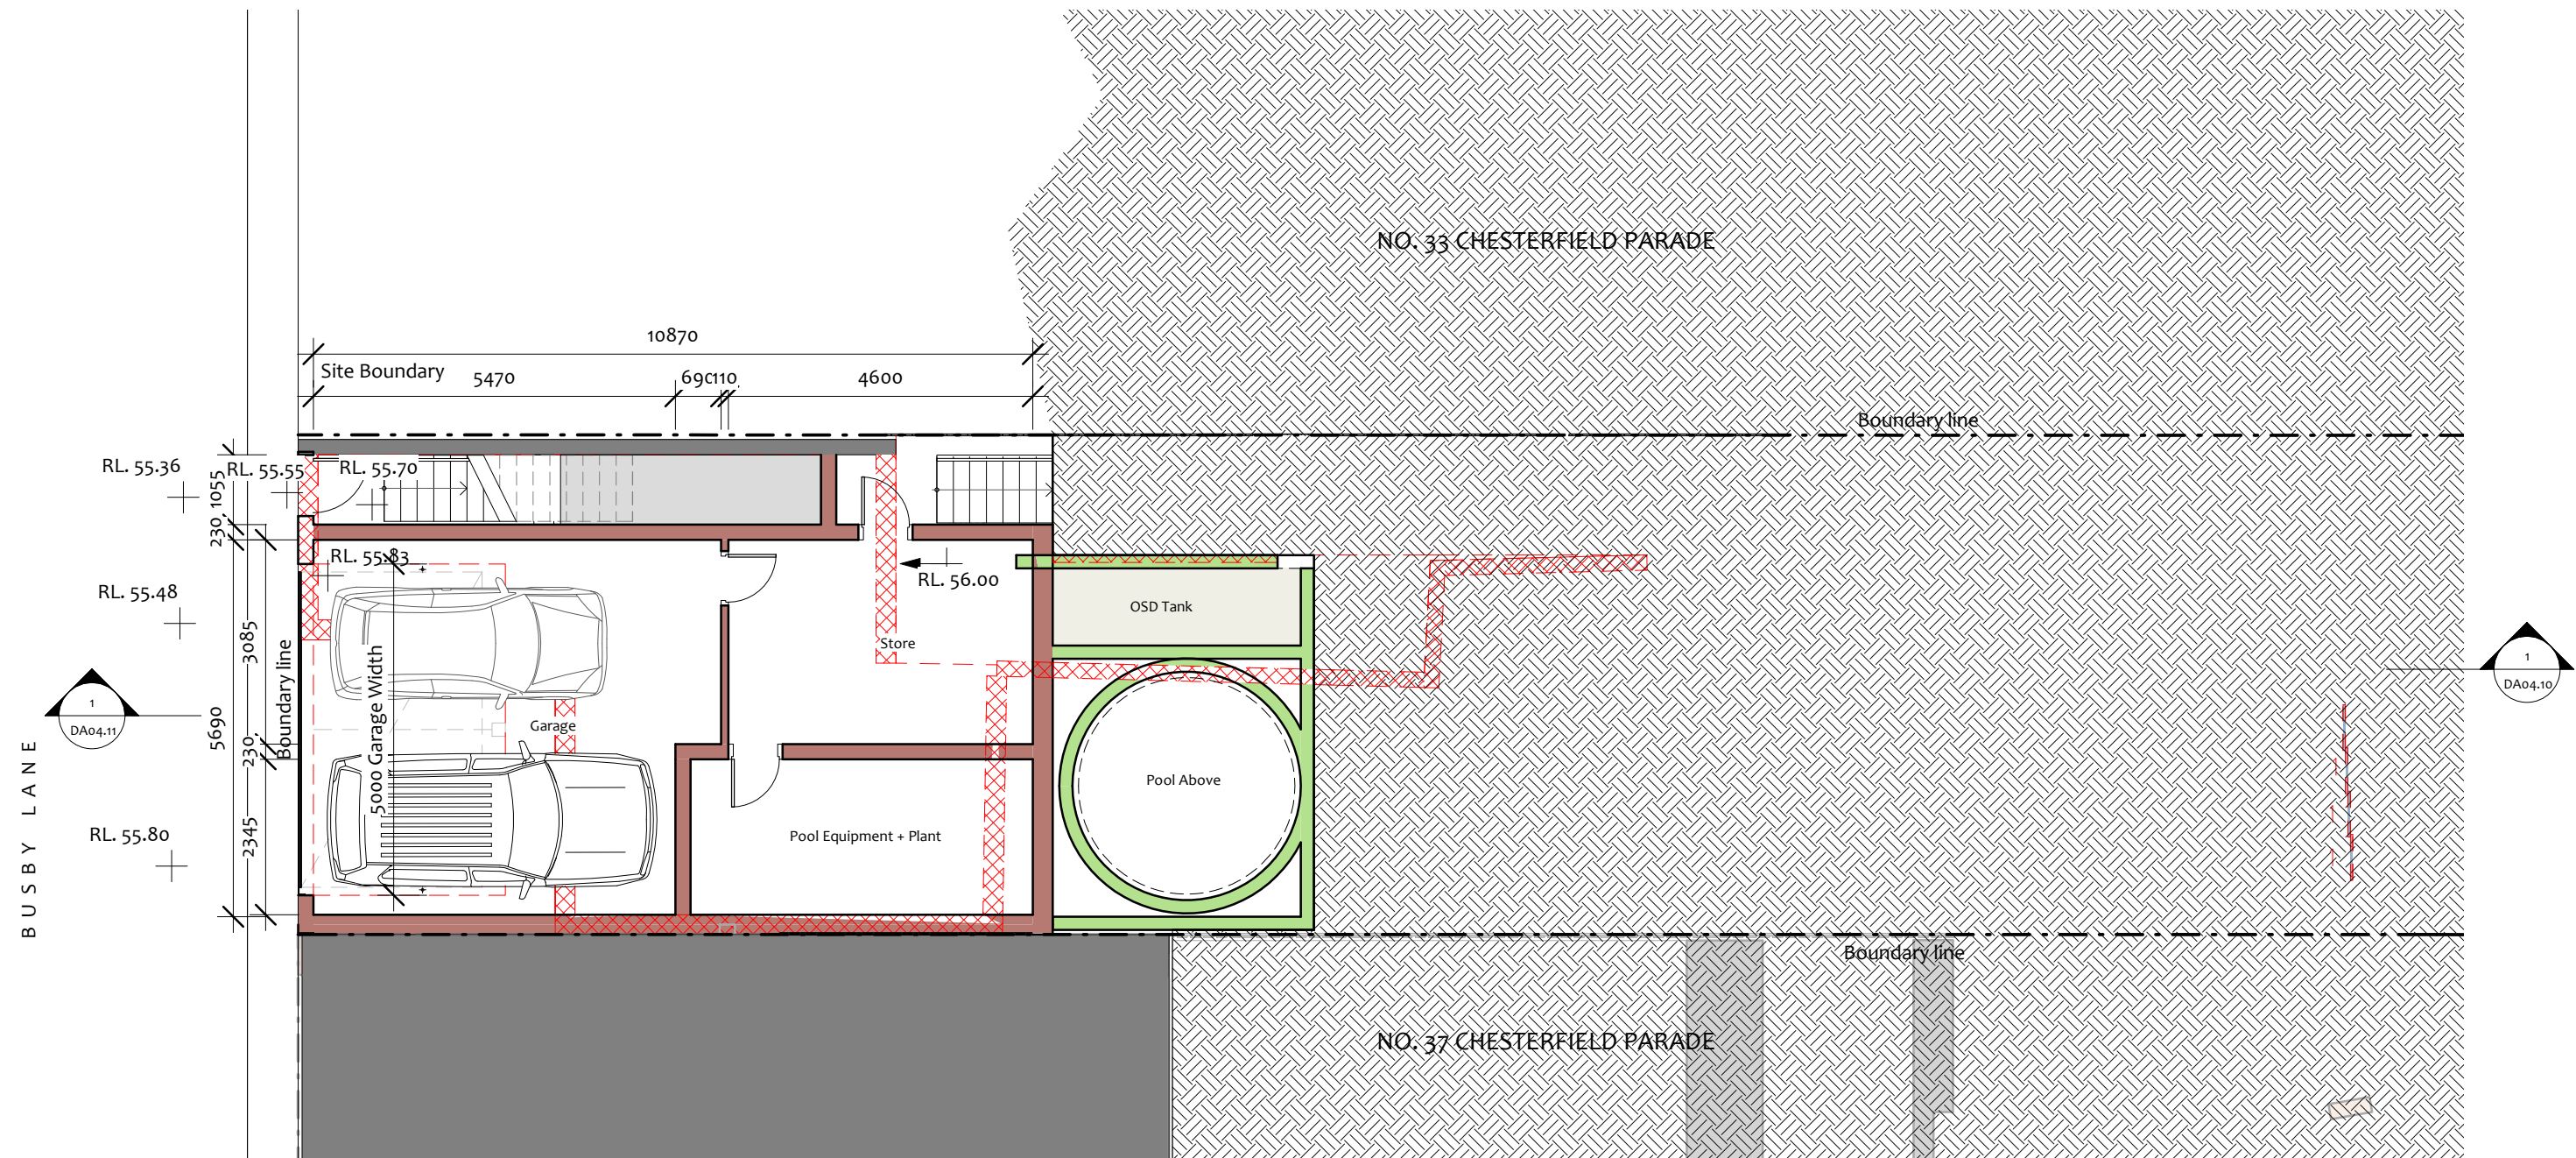 NO. 33 CHESTERFIELD PARADE
10870
Site Boundary
5470
690
110
4600
Boundary line
RL. 55.36
RL. 55.55
RL. 55.70
1055
230
RL. 55.83
RL. 56.00
RL. 55.48
OSD Tank
3085
Store
5000 Garage Width
Boundary line
Garage
1
DA04.11
1
DA04.10
5690
230
Pool Above
BUSBY LANE
RL. 55.80
2345
Pool Equipment + Plant
Boundary line
NO. 37 CHESTERFIELD PARADE